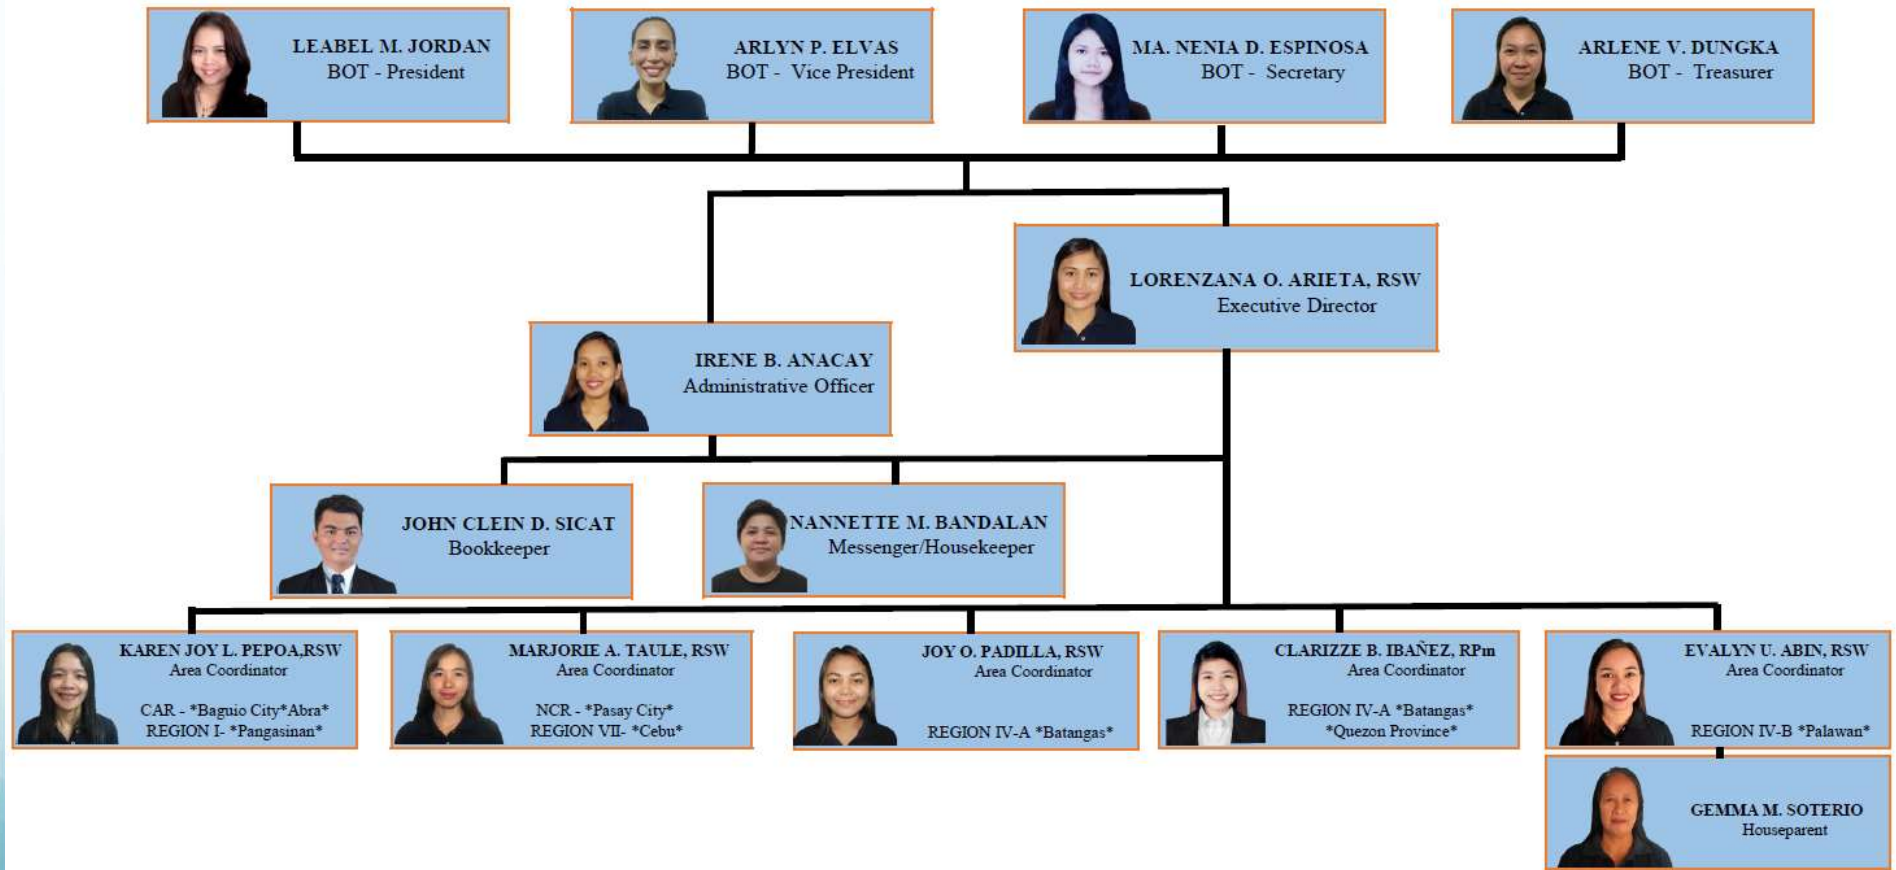 LEABEL M. JORDAN
BOT - President
ARLYN P. ELVAS
BOT - Vice President
MA. NENIA D. ESPINOSA
BOT - Secretary
ARLENE V. DUNGKA
BOT - Treasurer
LORENZANA O. ARIETA, RSW
Executive Director
IRENE B. ANACAY
Administrative Officer
JOHN CLEIN D. SICAT
Bookkeeper
NANNETTE M. BANDALAN
Messenger/Housekeeper
KAREN JOY L. PEPOA,RSW
Area Coordinator
CAR - *Baguio City*Abra*
REGION I- *Pangasinan*
MARJORIE A. TAULE, RSW
Area Coordinator
NCR - *Pasay City*
REGION VII- *Cebu*
JOY O. PADILLA, RSW
Area Coordinator
REGION IV-A *Batangas*
CLARIZZE B. IBAÑEZ, RPm
Area Coordinator
REGION IV-A *Batangas*
*Quezon Province*
EVALYN U. ABIN, RSW
Area Coordinator
REGION IV-B *Palawan*
GEMMA M. SOTERIO
Houseparent